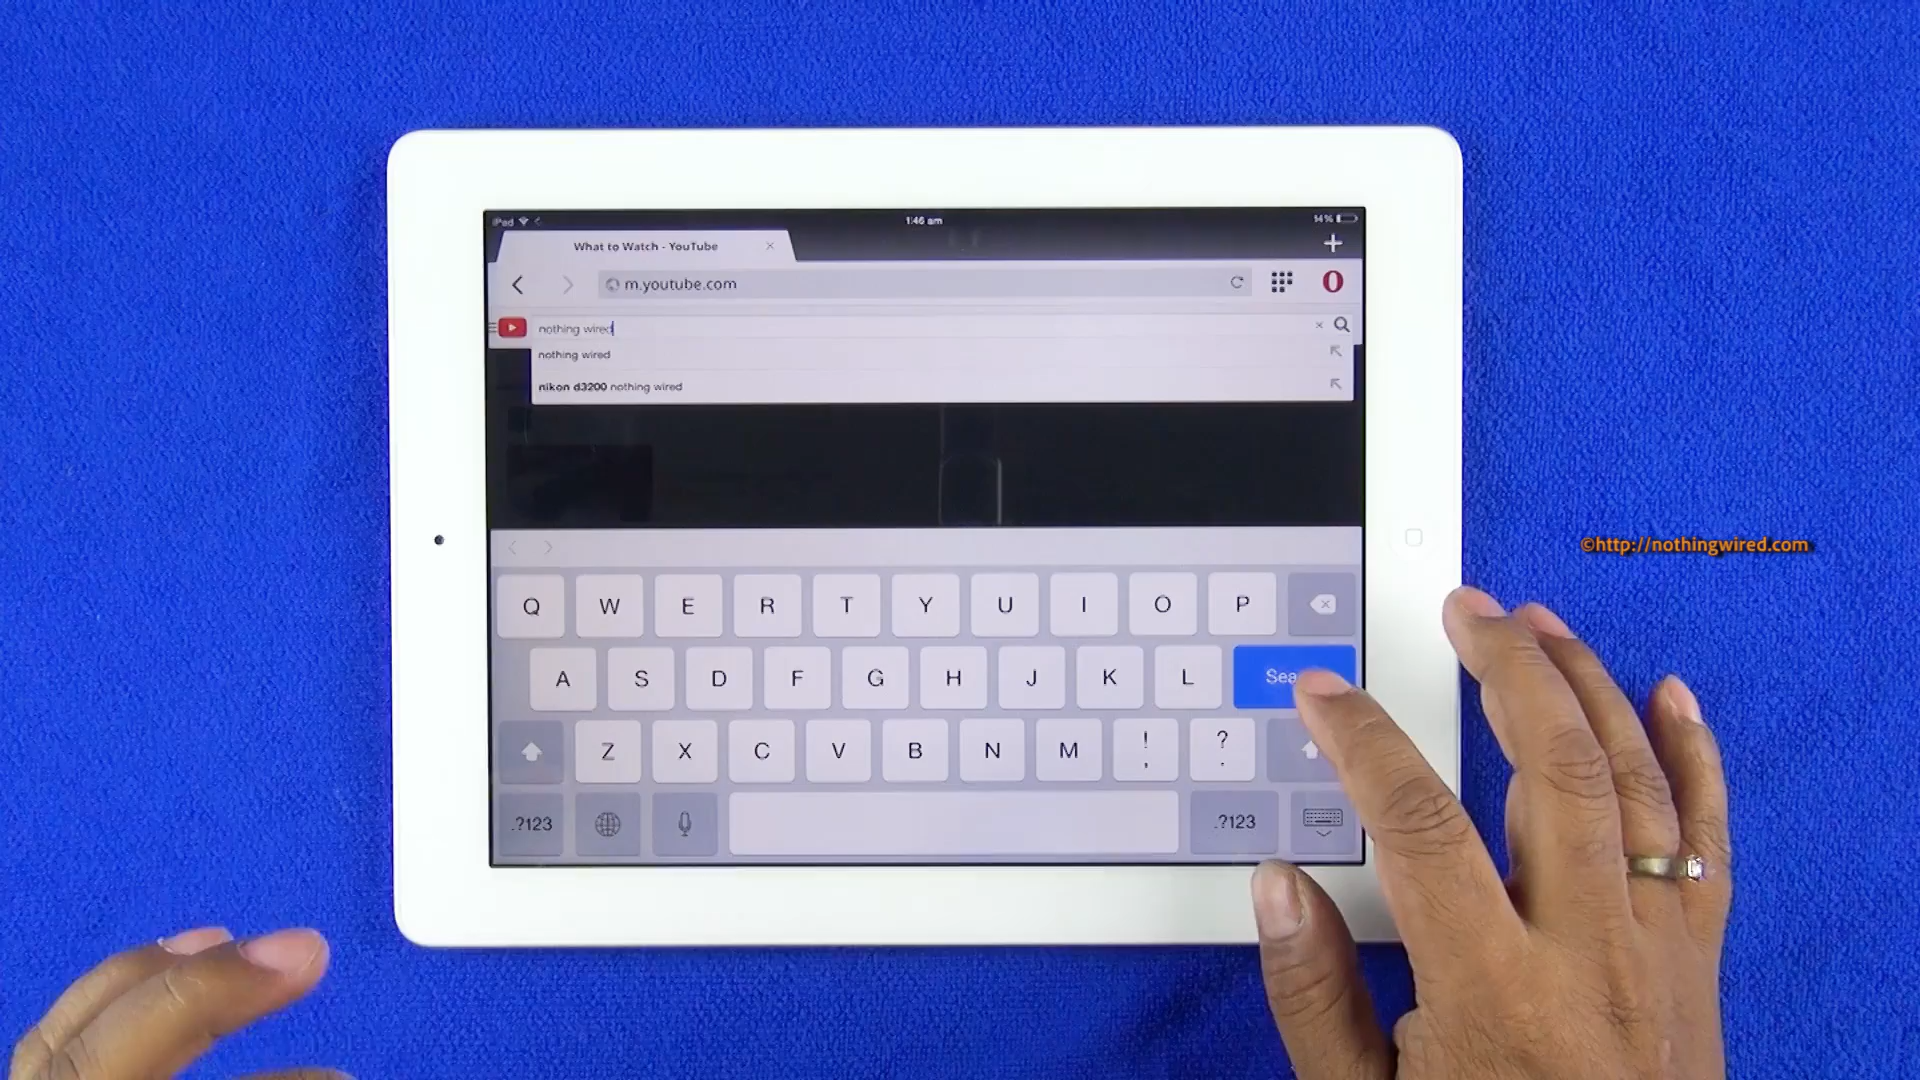 iPad
1:46 am
14%
What to Watch - YouTube
m.youtube.com
nothing wired
nothing wired
nikon d3200 nothing wired
©http://nothingwired.com
Q W E R T Y U I O P
A S D F G H J K L Sea
Z X C V B N M ! , ? .
.?123 .?123